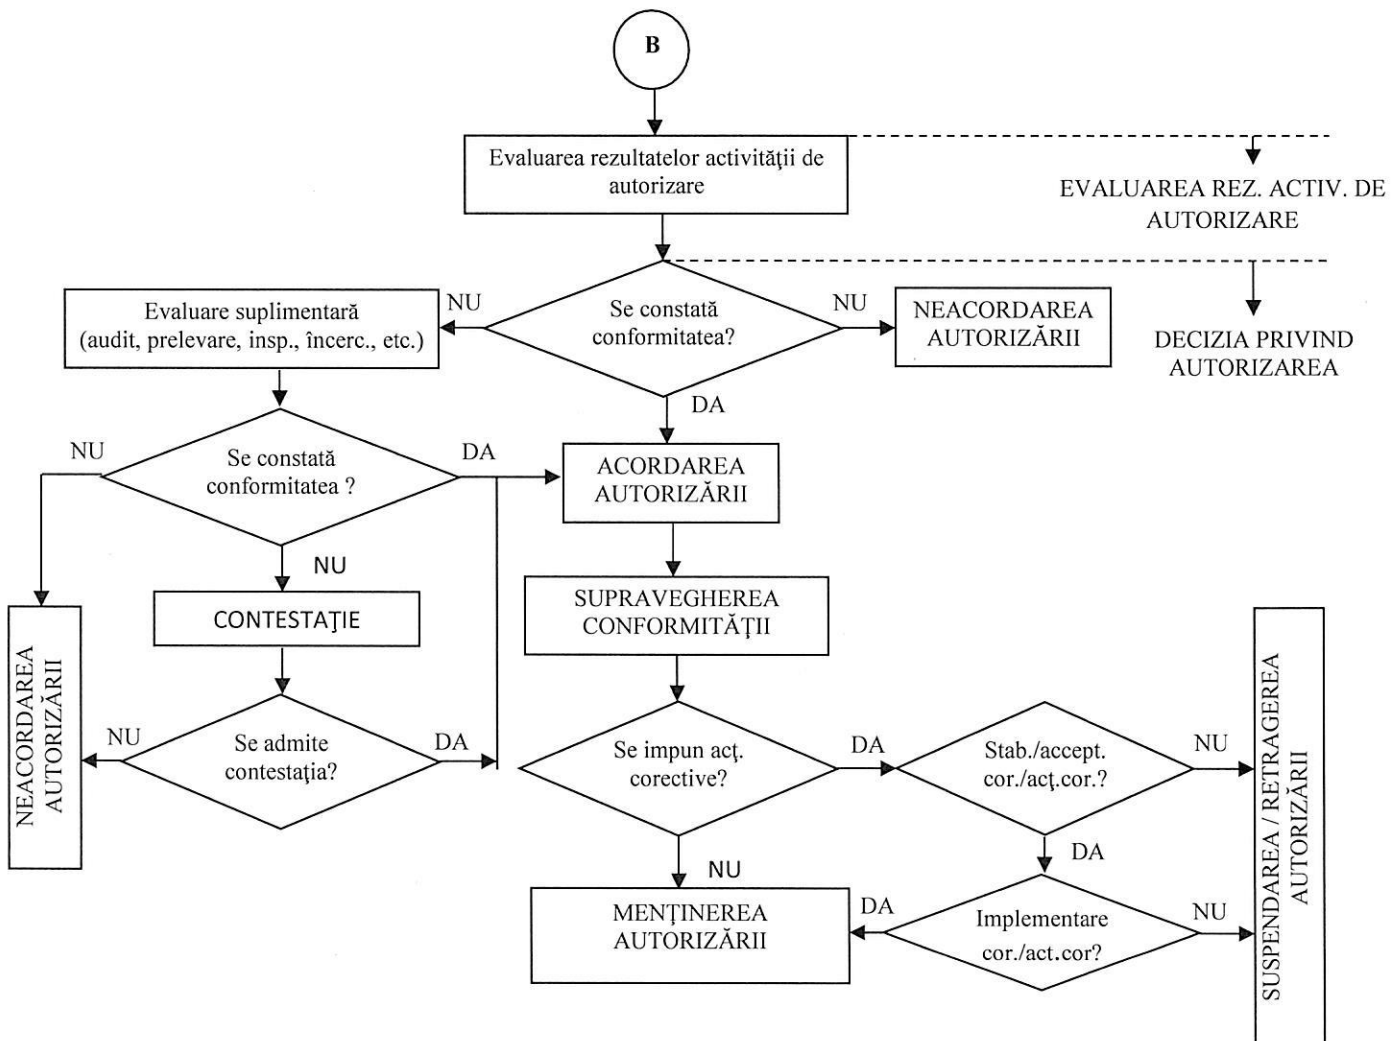 B
Evaluarea rezultatelor activităţii de
autorizare
EVALUAREA REZ. ACTIV. DE
AUTORIZARE
Evaluare suplimentară
(audit, prelevare, insp., încerc., etc.)
NU
Se constată
conformitatea?
NU
NEACORDAREA
AUTORIZĂRII
DECIZIA PRIVIND
AUTORIZAREA
DA
NU
Se constată
conformitatea ?
DA
ACORDAREA
AUTORIZĂRII
NU
CONTESTAŢIE
SUPRAVEGHEREA
CONFORMITĂŢII
NEACORDAREA
AUTORIZĂRII
NU
Se admite
contestaţia?
DA
Se impun acţ.
corective?
DA
Stab./accept.
cor./acţ.cor.?
NU
SUSPENDAREA / RETRAGEREA
AUTORIZĂRII
NU
DA
MENŢINEREA
AUTORIZĂRII
DA
Implementare
cor./act.cor?
NU